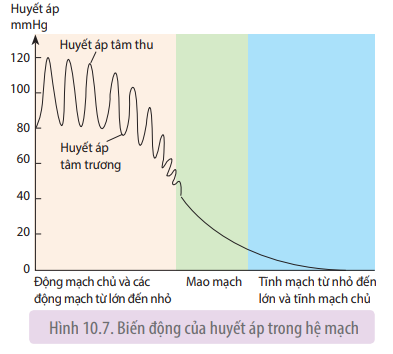 Huyết áp
mmHg
Huyết áp tâm thu
120
100
80
60
40
20
0
Huyết áp
tâm trương
Động mạch chủ và các
động mạch từ lớn đến nhỏ
Mao mạch
Tĩnh mạch từ nhỏ đến
lớn và tĩnh mạch chủ
Hình 10.7. Biến động của huyết áp trong hệ mạch